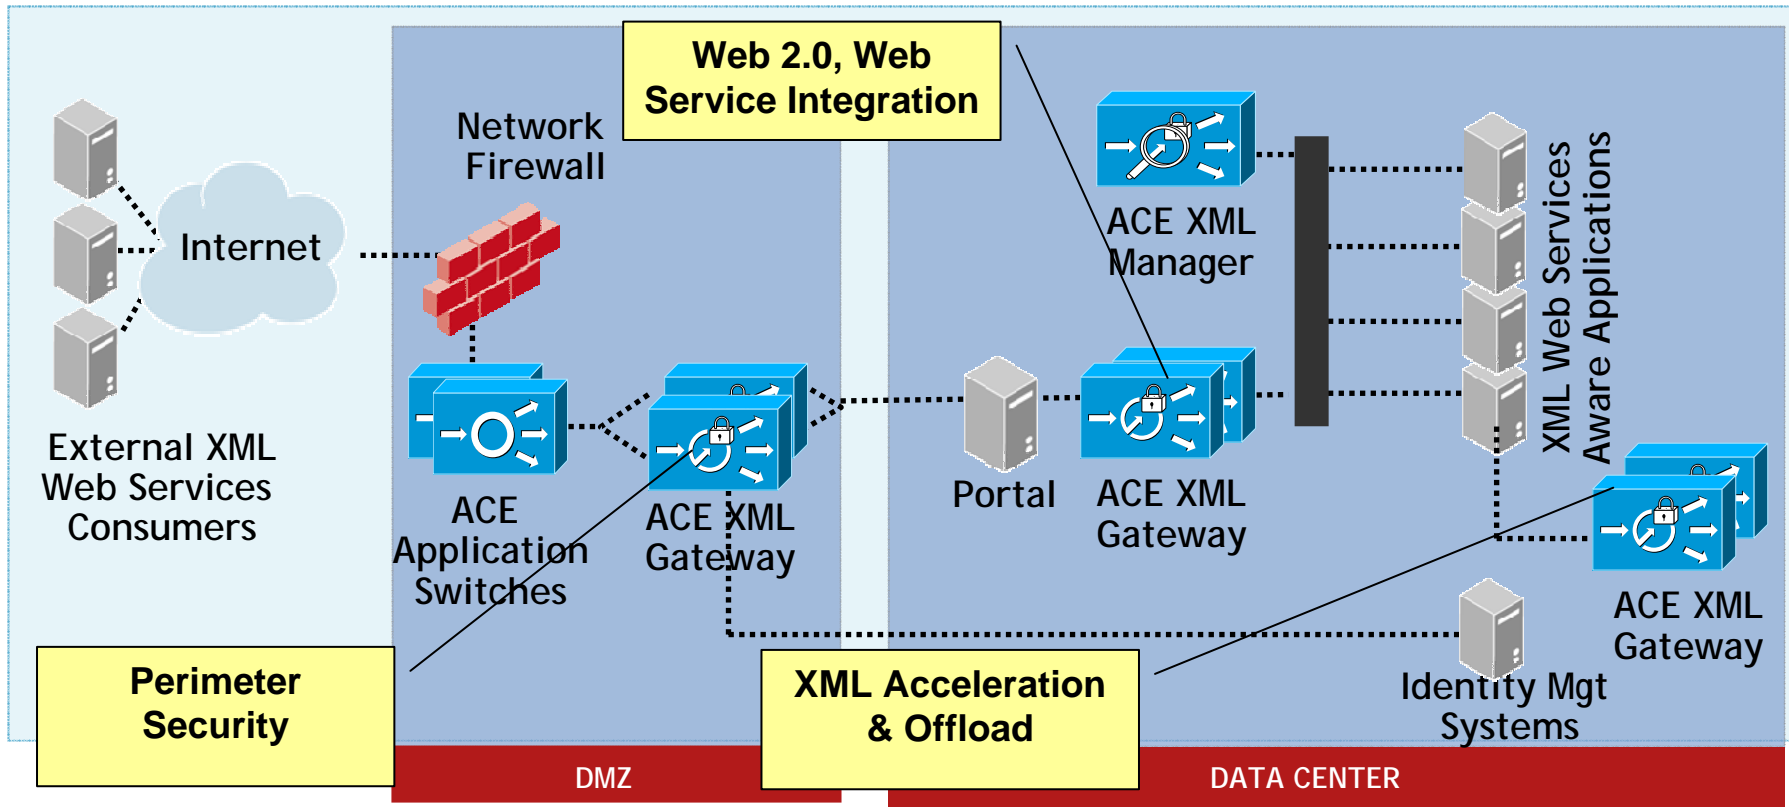 Web 2.0, Web
Service Integration
Network
Firewall
Internet
ACE XML
Manager
XML Web Services
Aware Applications
External XML
Web Services
Consumers
ACE
Application
Switches
ACE XML
Gateway
Portal
ACE XML
Gateway
ACE XML
Gateway
Identity Mgt
Systems
Perimeter
Security
XML Acceleration
& Offload
DMZ
DATA CENTER